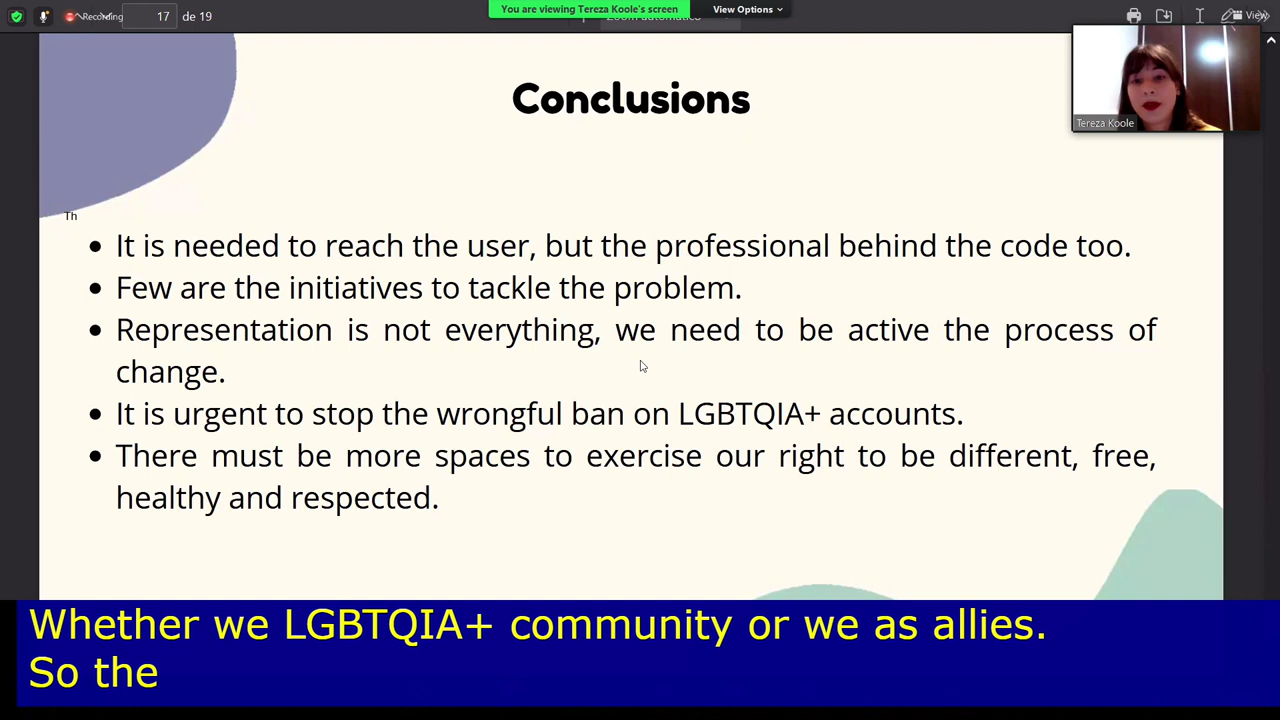 Recording
17 de 19
You are viewing Tereza Koole's screen
View Options
View
Tereza Koole
Conclusions
Th
• It is needed to reach the user, but the professional behind the code too.
• Few are the initiatives to tackle the problem.
• Representation is not everything, we need to be active the process of
change.
• It is urgent to stop the wrongful ban on LGBTQIA+ accounts.
• There must be more spaces to exercise our right to be different, free,
healthy and respected.
Whether we LGBTQIA+ community or we as allies.
So the